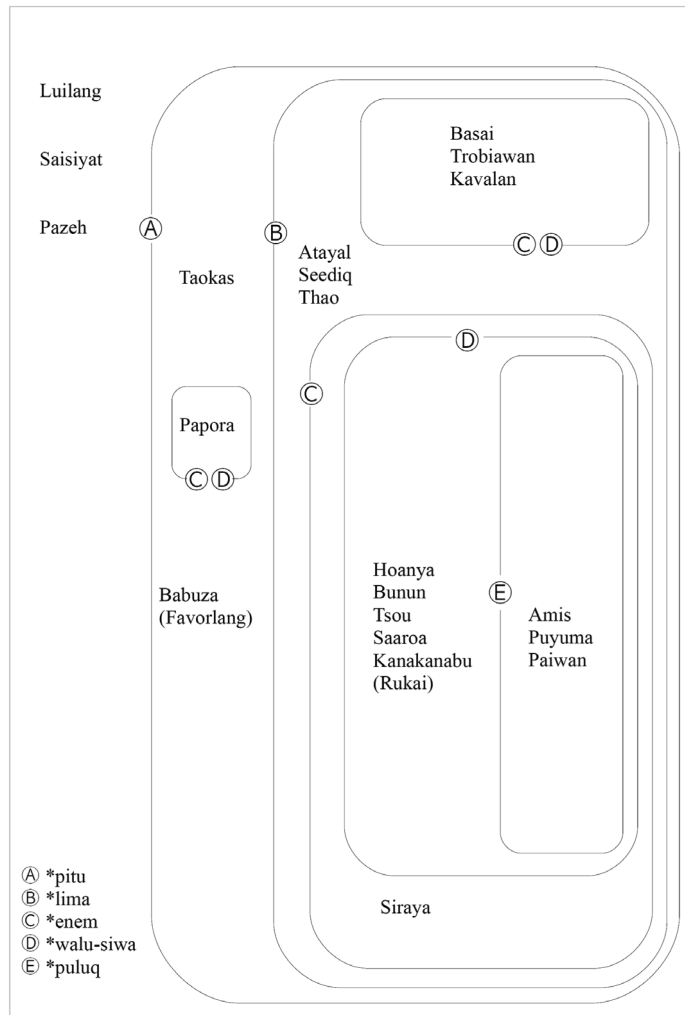 Luilang
Saisiyat
Pazeh
Ⓐ
Taokas
Papora
Ⓒ Ⓓ
Babuza
(Favorlang)
Ⓑ
Atayal
Seediq
Thao
Basai
Trobiawan
Kavalan
Ⓒ Ⓓ
Ⓓ
Ⓒ
Hoanya
Bunun
Tsou
Saaroa
Kanakanabu
(Rukai)
Ⓔ
Amis
Puyuma
Paiwan
Siraya
Ⓐ *pitu
Ⓑ *lima
Ⓒ *enem
Ⓓ *walu-siwa
Ⓔ *puluq